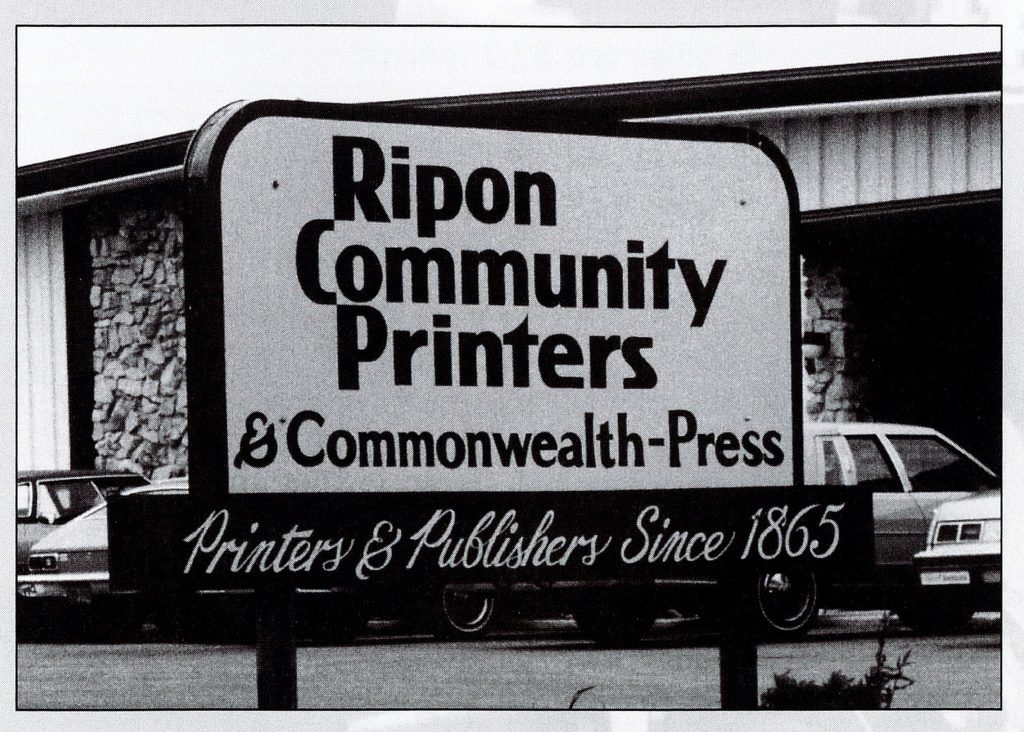 Ripon
Community
Printers
& Commonwealth-Press
Printers & Publishers Since 1865